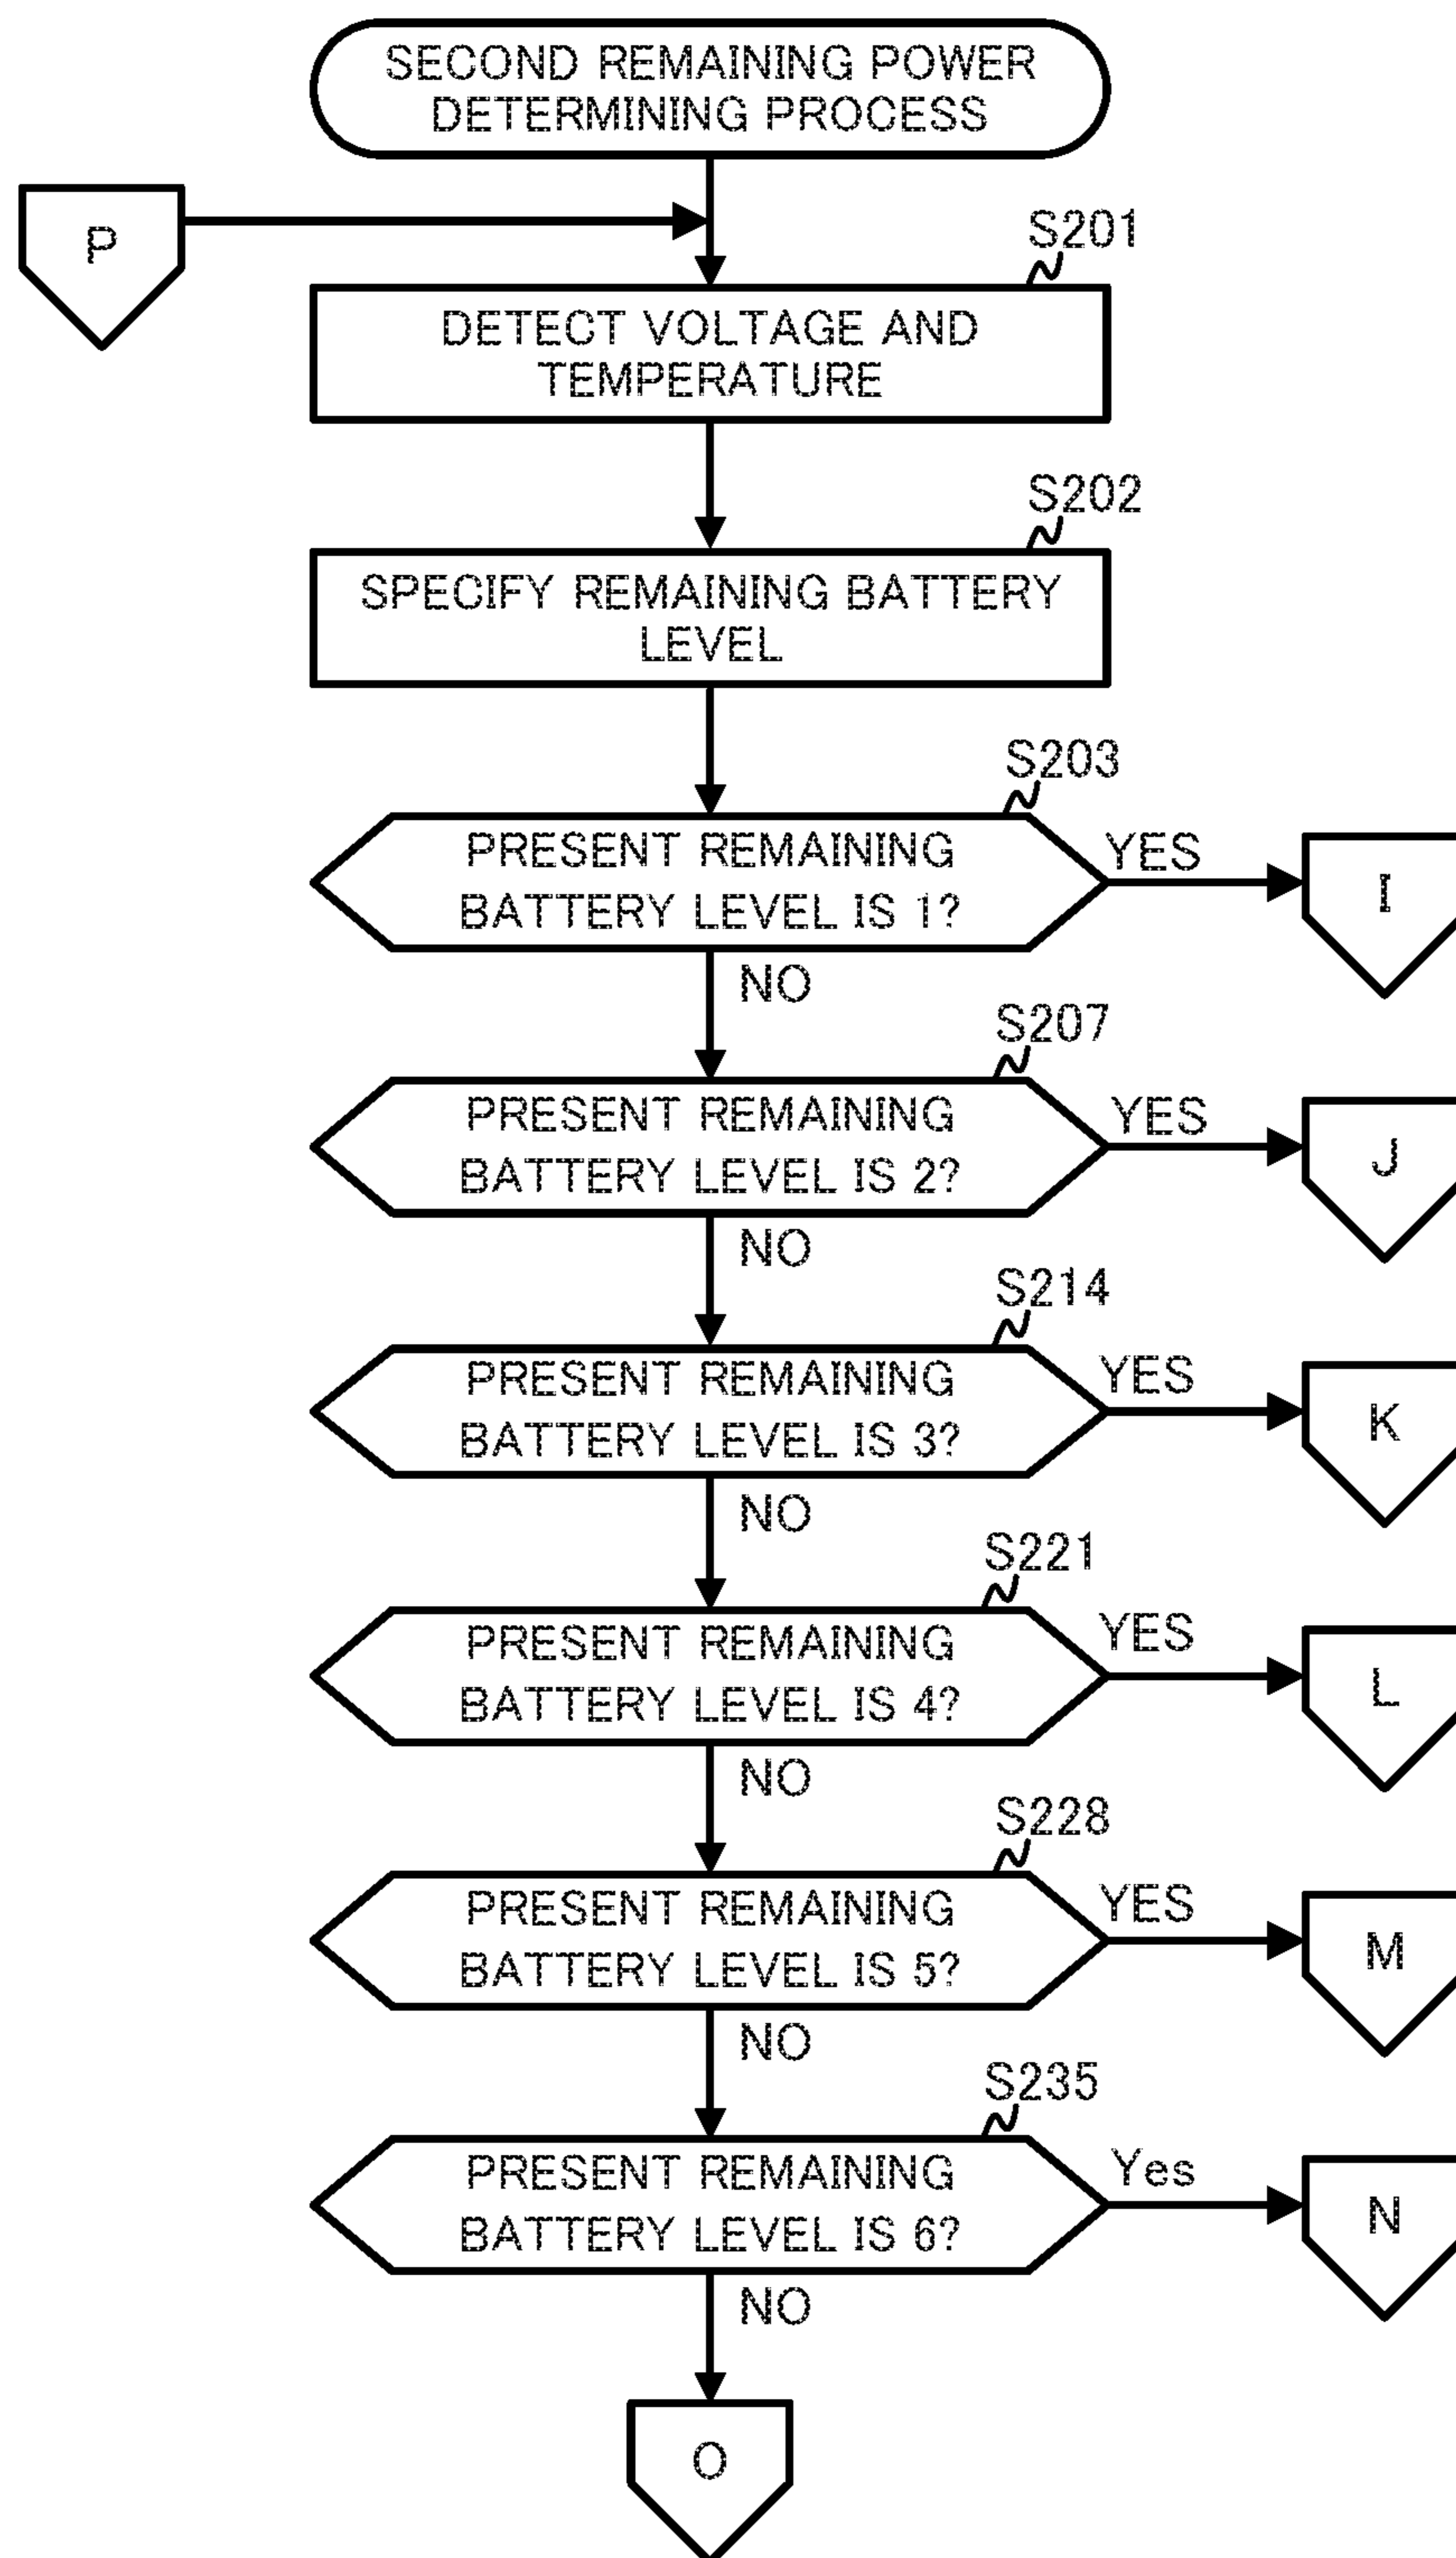 SECOND REMAINING POWER
DETERMINING PROCESS
P
S201
DETECT VOLTAGE AND
TEMPERATURE
S202
SPECIFY REMAINING BATTERY
LEVEL
S203
PRESENT REMAINING
BATTERY LEVEL IS 1?
YES
I
NO
S207
PRESENT REMAINING
BATTERY LEVEL IS 2?
YES
J
NO
S214
PRESENT REMAINING
BATTERY LEVEL IS 3?
YES
K
NO
S221
PRESENT REMAINING
BATTERY LEVEL IS 4?
YES
L
NO
S228
PRESENT REMAINING
BATTERY LEVEL IS 5?
YES
M
NO
S235
PRESENT REMAINING
BATTERY LEVEL IS 6?
Yes
N
NO
O